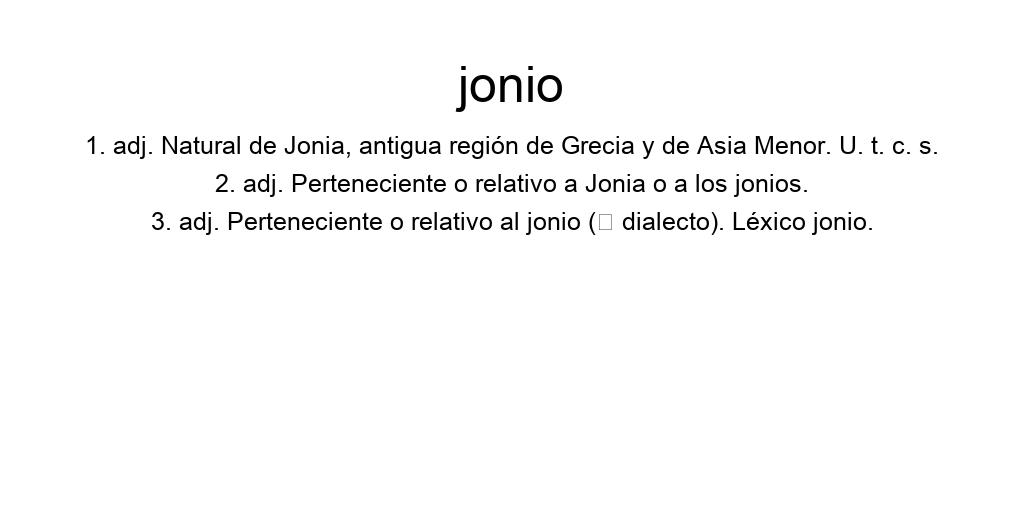 jonio
1. adj. Natural de Jonia, antigua región de Grecia y de Asia Menor. U. t. c. s.
2. adj. Perteneciente o relativo a Jonia o a los jonios.
3. adj. Perteneciente o relativo al jonio (□ dialecto). Léxico jonio.